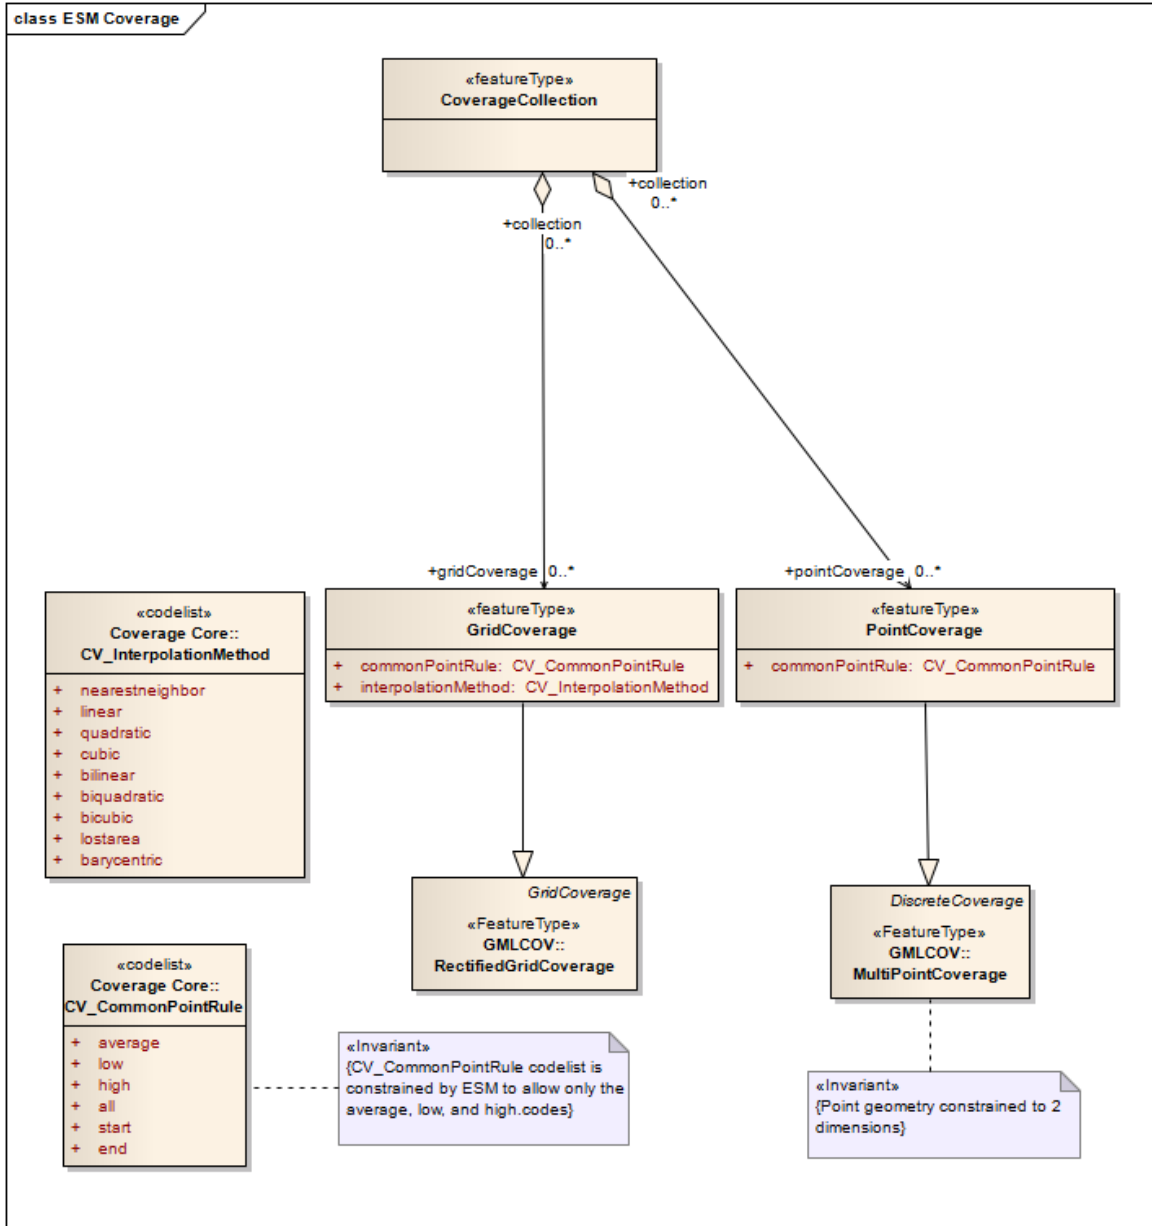 class ESM Coverage
«featureType»
CoverageCollection
+collection
0..*
+collection
0..*
+gridCoverage 0..*
+pointCoverage 0..*
«codelist»
Coverage Core::
CV_InterpolationMethod
+ nearestneighbor
+ linear
+ quadratic
+ cubic
+ bilinear
+ biquadratic
+ bicubic
+ lostarea
+ barycentric
«featureType»
GridCoverage
+ commonPointRule: CV_CommonPointRule
+ interpolationMethod: CV_InterpolationMethod
«featureType»
PointCoverage
+ commonPointRule: CV_CommonPointRule
GridCoverage
«FeatureType»
GMLCOV::
RectifiedGridCoverage
DiscreteCoverage
«FeatureType»
GMLCOV::
MultiPointCoverage
«codelist»
Coverage Core::
CV_CommonPointRule
+ average
+ low
+ high
+ all
+ start
+ end
«Invariant»
{CV_CommonPointRule codelist is
constrained by ESM to allow only the
average, low, and high.codes}
«Invariant»
{Point geometry constrained to 2
dimensions}